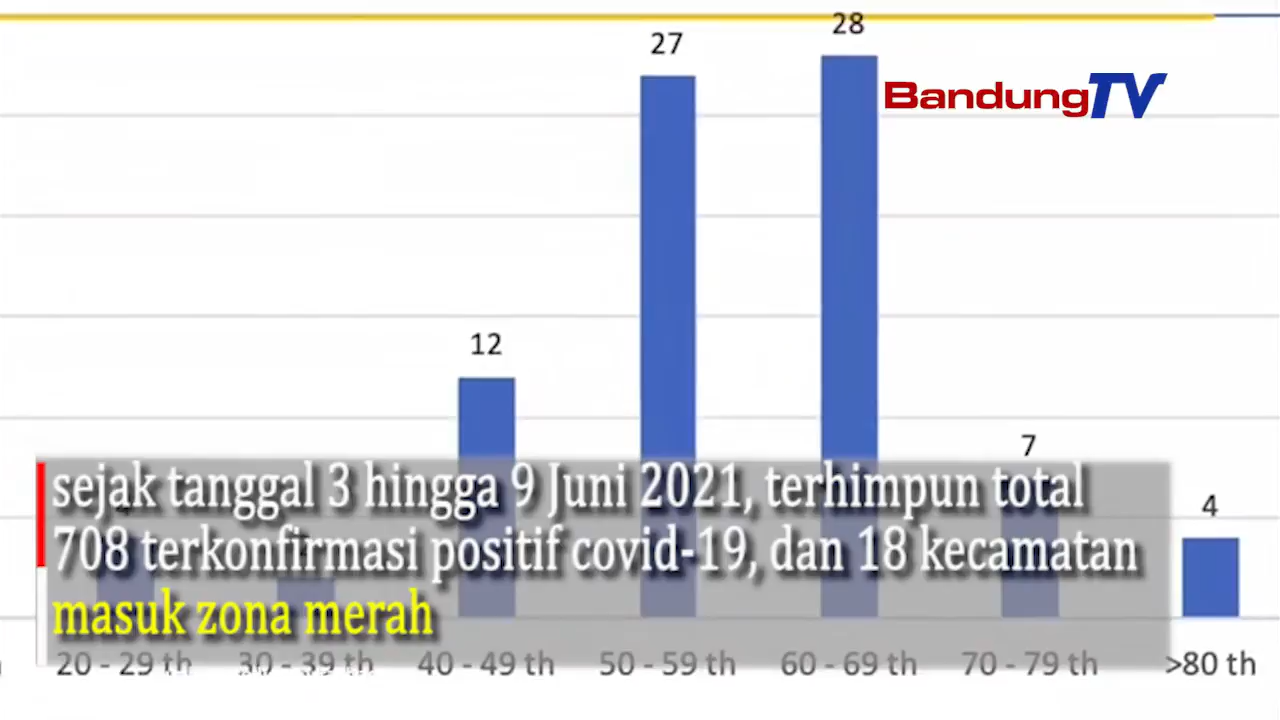 28
27
BandungTV
12
7
4
sejak tanggal 3 hingga 9 Juni 2021, terhimpun total
708 terkonfirmasi positif covid-19, dan 18 kecamatan
masuk zona merah
20 - 29 th 30 - 39 th 40 - 49 th 50 - 59 th 60 - 69 th 70 - 79 th >80 th